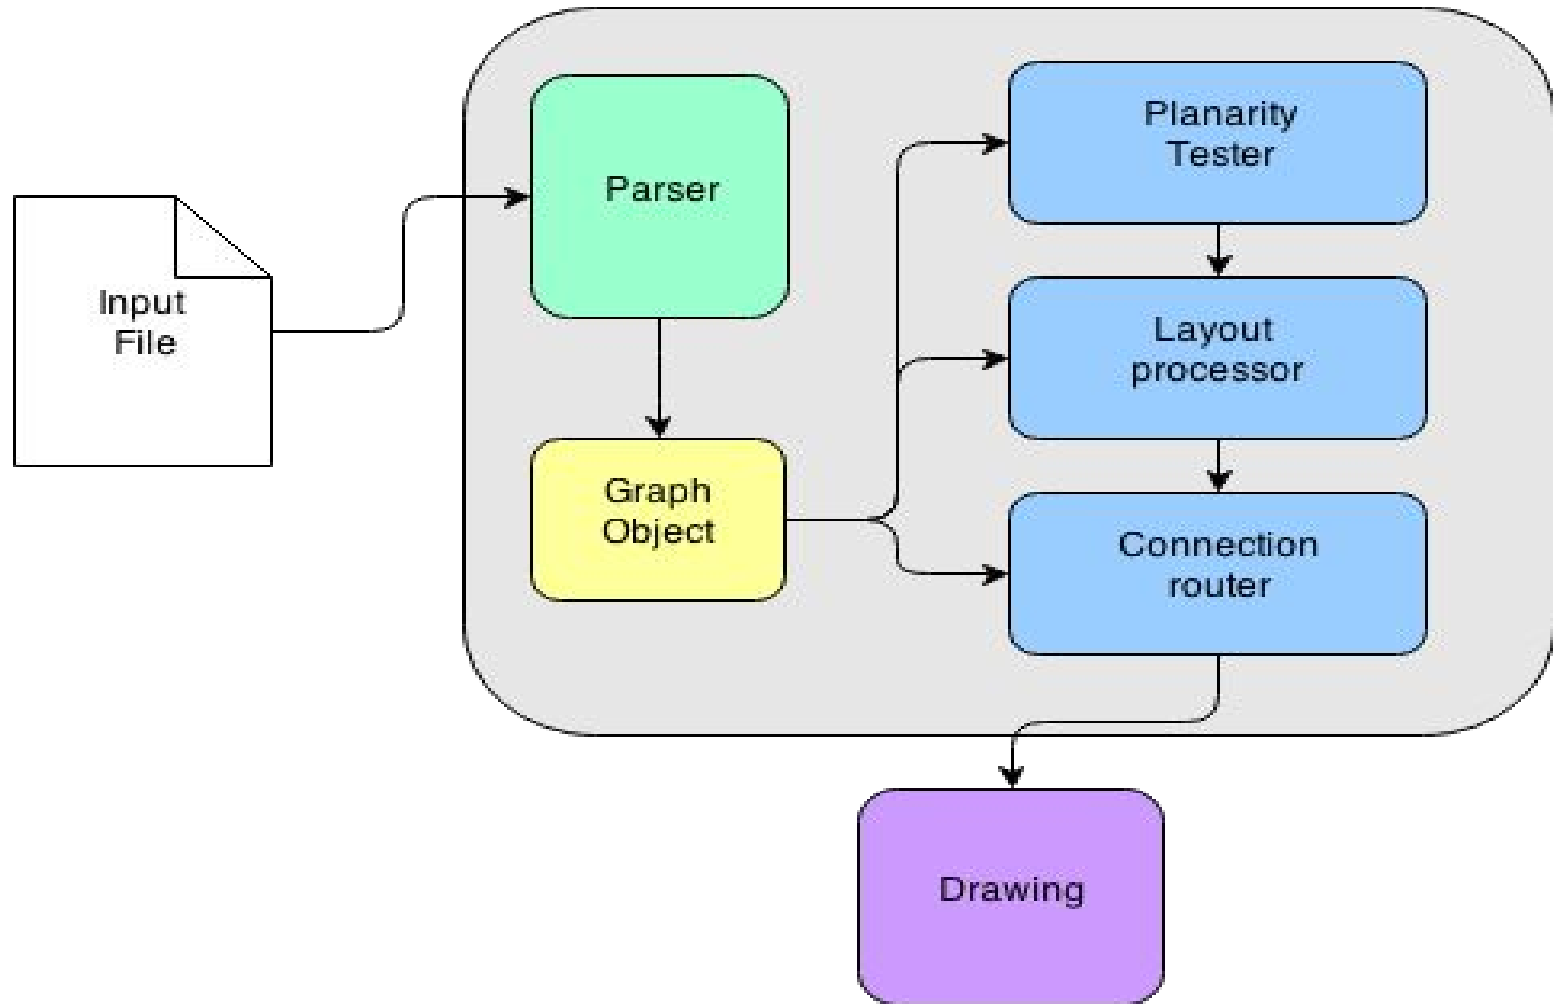 Input
File
Parser
Graph
Object
Planarity
Tester
Layout
processor
Connection
router
Drawing